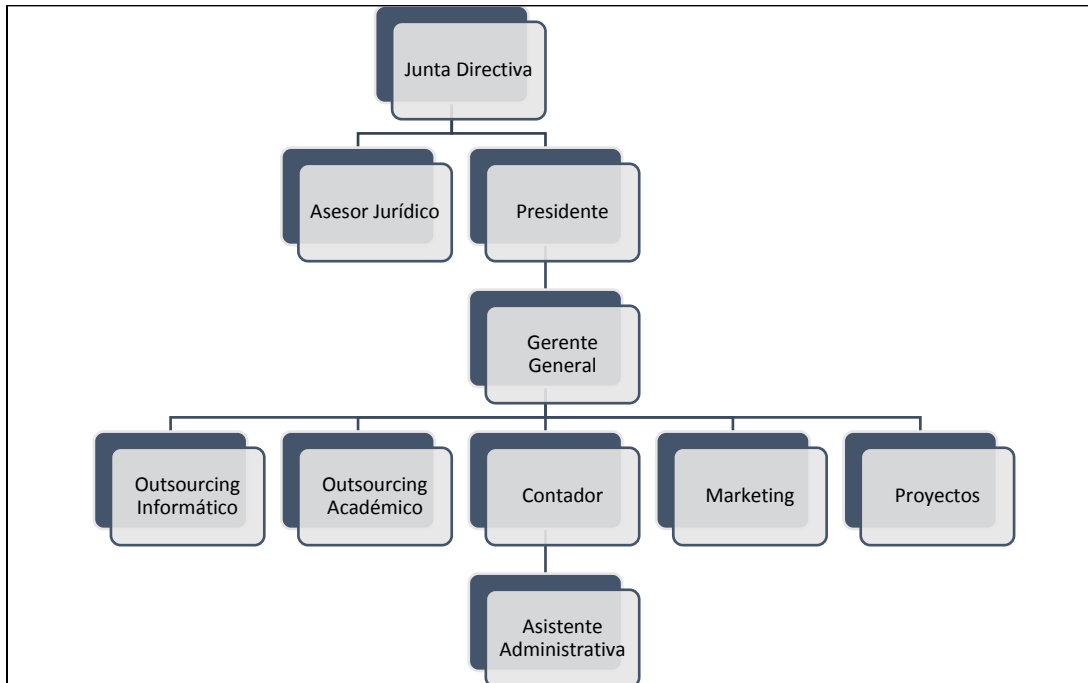 Junta Directiva
Asesor Jurídico
Presidente
Gerente
General
Outsourcing
Informático
Outsourcing
Académico
Contador
Marketing
Proyectos
Asistente
Administrativa